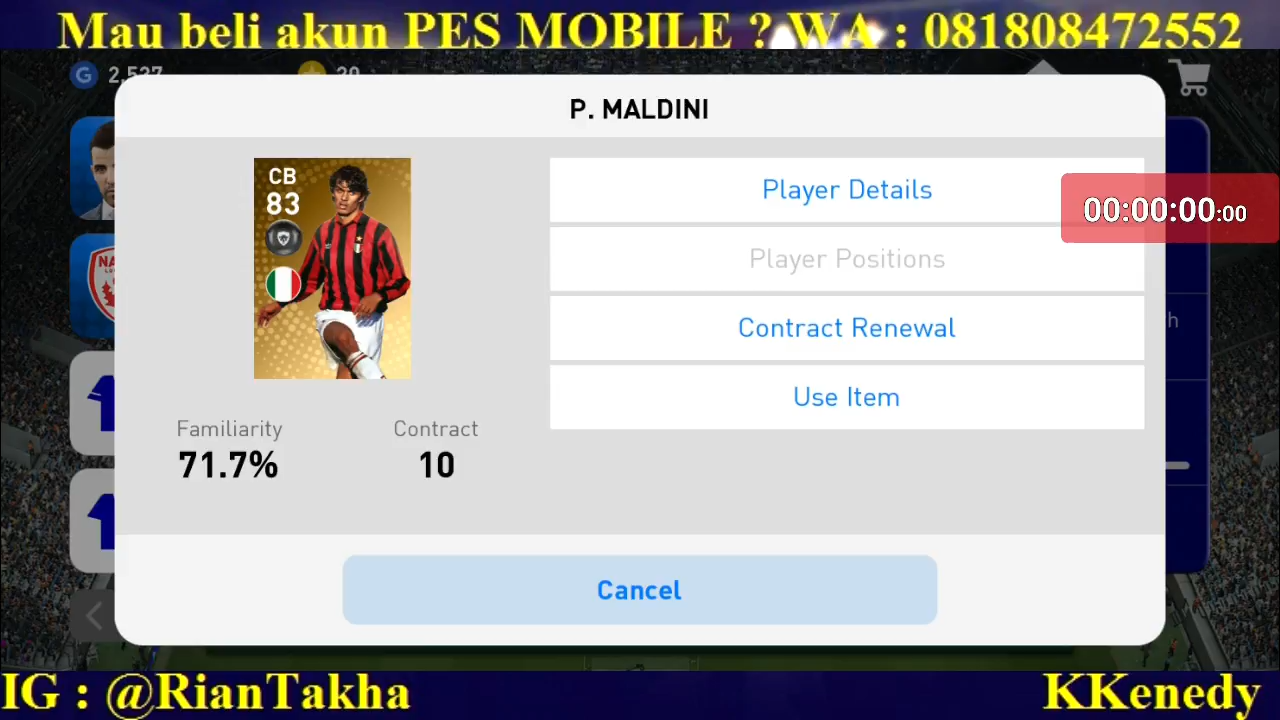 Mau beli akun PES MOBILE ? WA : 081808472552
P. MALDINI
CB
83
Player Details
00:00:00:00
Player Positions
Contract Renewal
Use Item
Familiarity
Contract
71.7%
10
Cancel
IG : @RianTakha
KKenedy